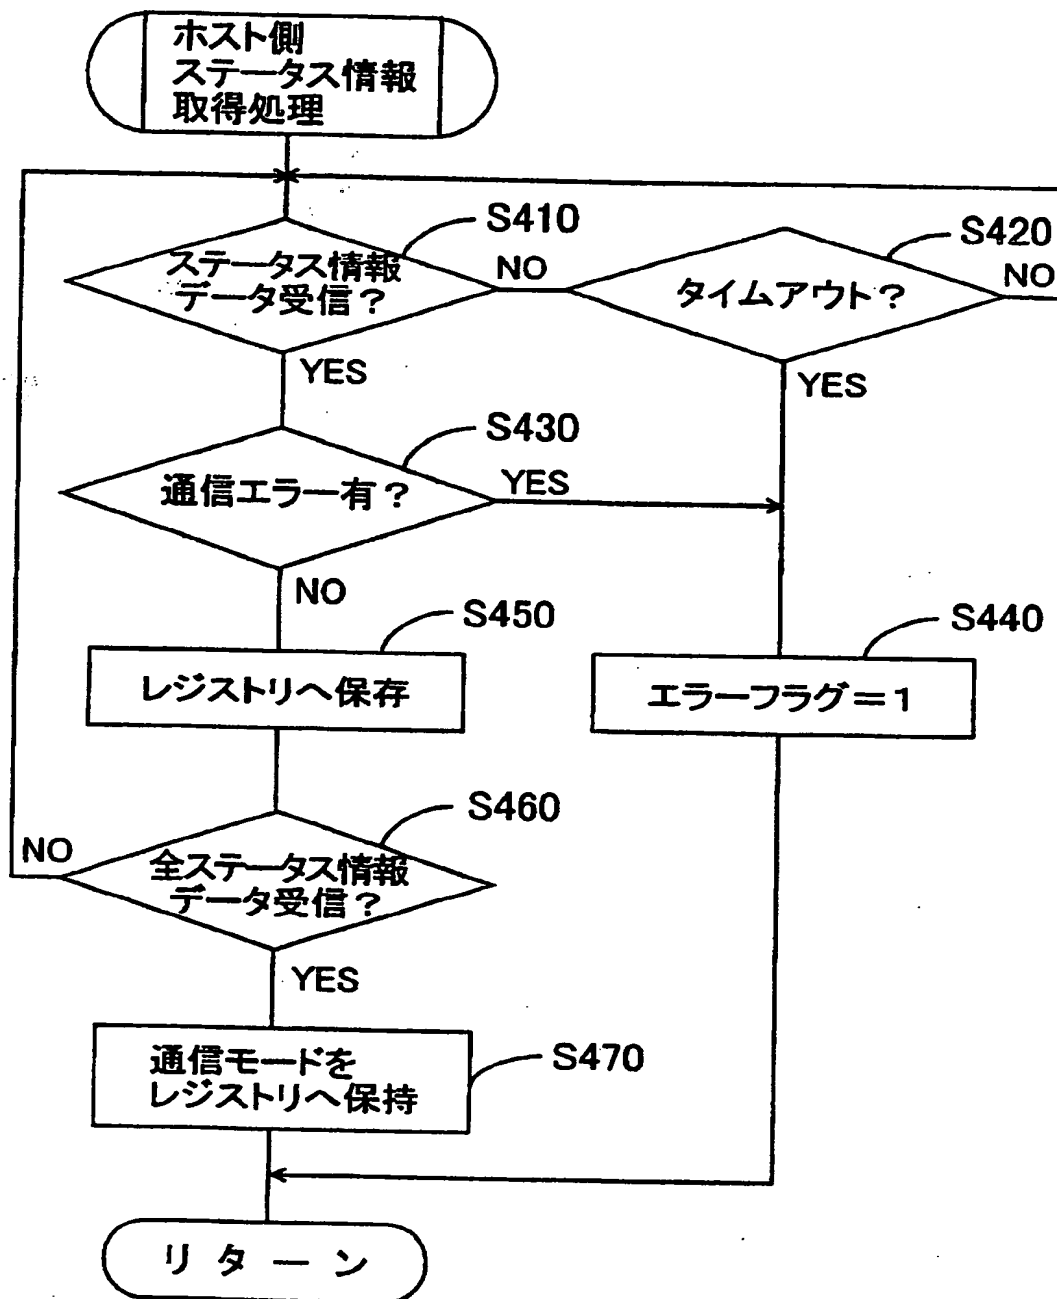 ホスト側
ステータス情報
取得処理
S410
ステータス情報
データ受信？
NO
YES
S420
タイムアウト？
NO
YES
S430
通信エラー有？
YES
NO
S450
レジストリへ保存
S440
エラーフラグ＝1
S460
全ステータス情報
データ受信？
NO
YES
S470
通信モードを
レジストリへ保持
リターン